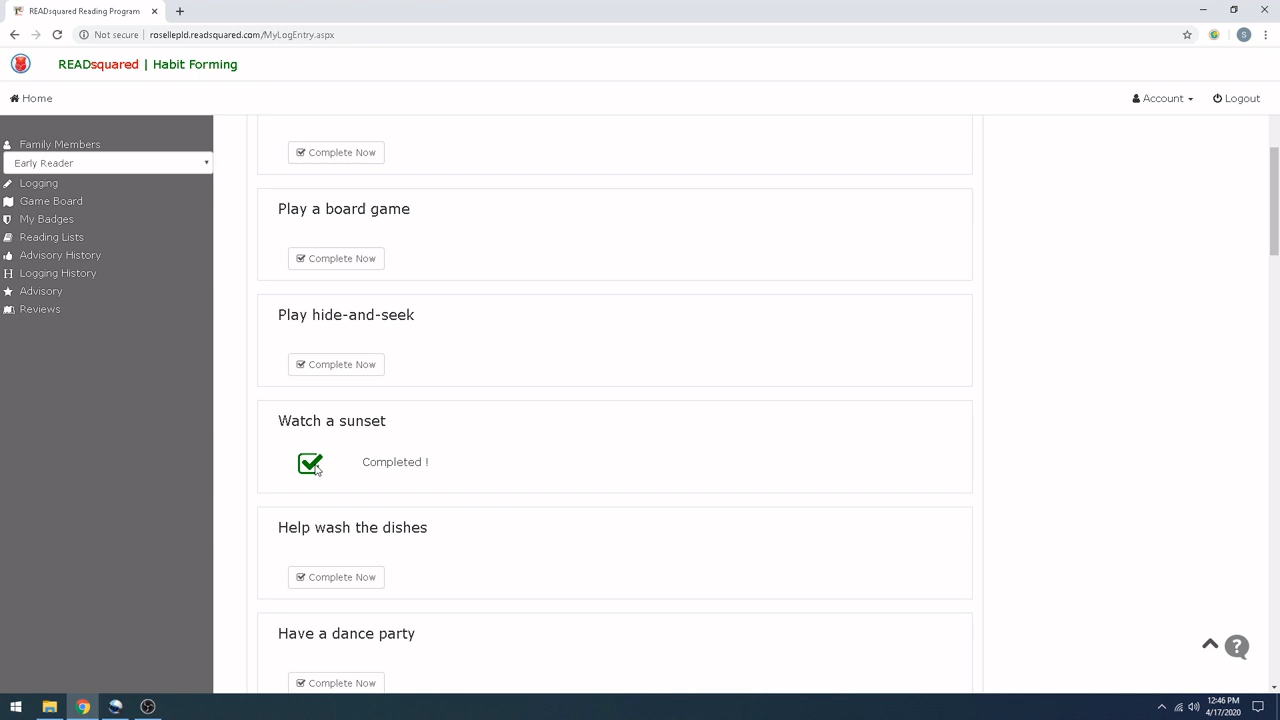 READsquared Reading Program
Not secure rosellepld.readsquared.com/MyLogEntry.aspx
S
READsquared | Habit Forming
Home
Account
Logout
Family Members
Early Reader
Logging
Game Board
My Badges
Reading Lists
Advisory History
H Logging History
Advisory
Reviews
Complete Now
Play a board game
Complete Now
Play hide-and-seek
Complete Now
Watch a sunset
Completed !
Help wash the dishes
Complete Now
Have a dance party
Complete Now
?
12:46 PM
4/17/2020